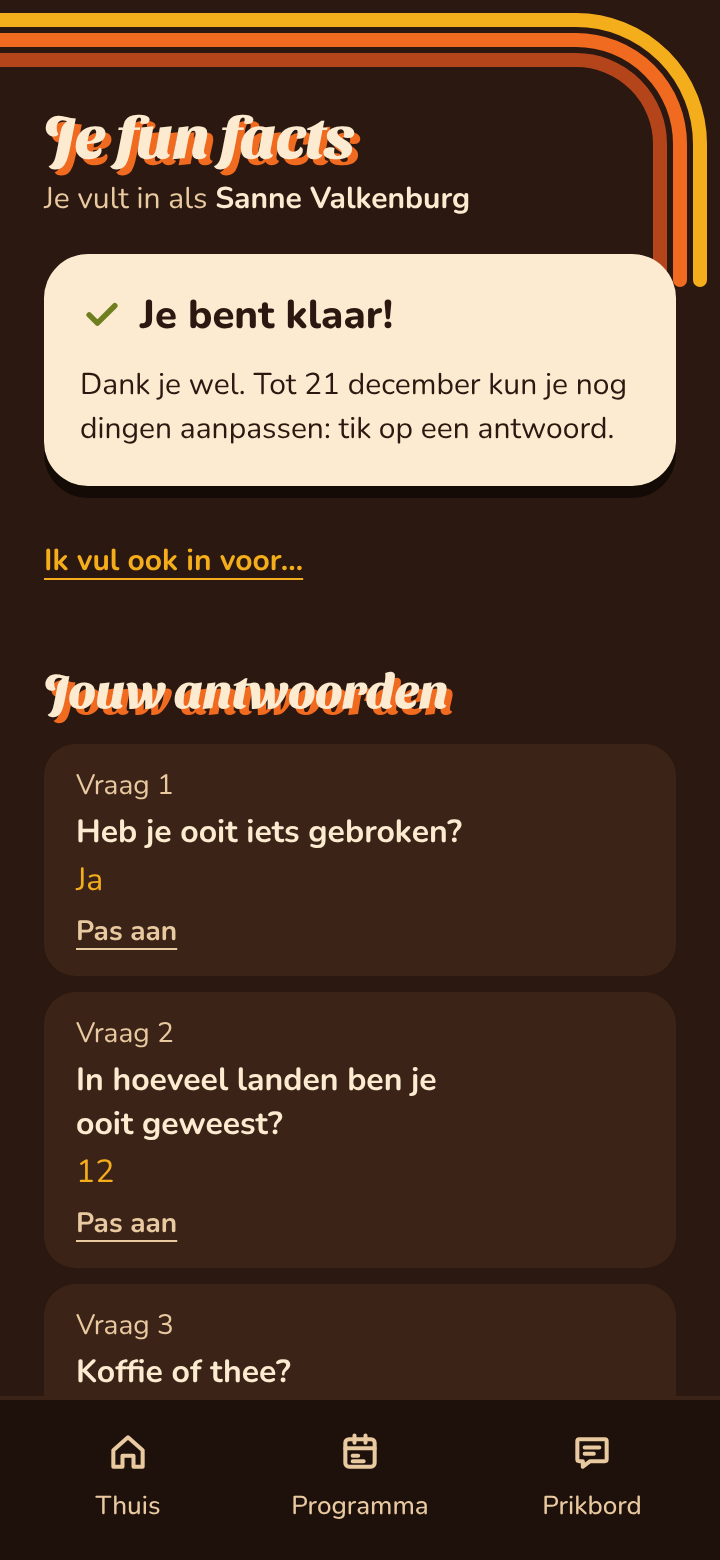 Je fun facts
Je vult in als Sanne Valkenburg
Je bent klaar!
Dank je wel. Tot 21 december kun je nog
dingen aanpassen: tik op een antwoord.
Ik vul ook in voor...
Jouw antwoorden
Vraag 1
Heb je ooit iets gebroken?
Ja
Pas aan
Vraag 2
In hoeveel landen ben je
ooit geweest?
12
Pas aan
Vraag 3
Koffie of thee?
Thuis
Programma
Prikbord